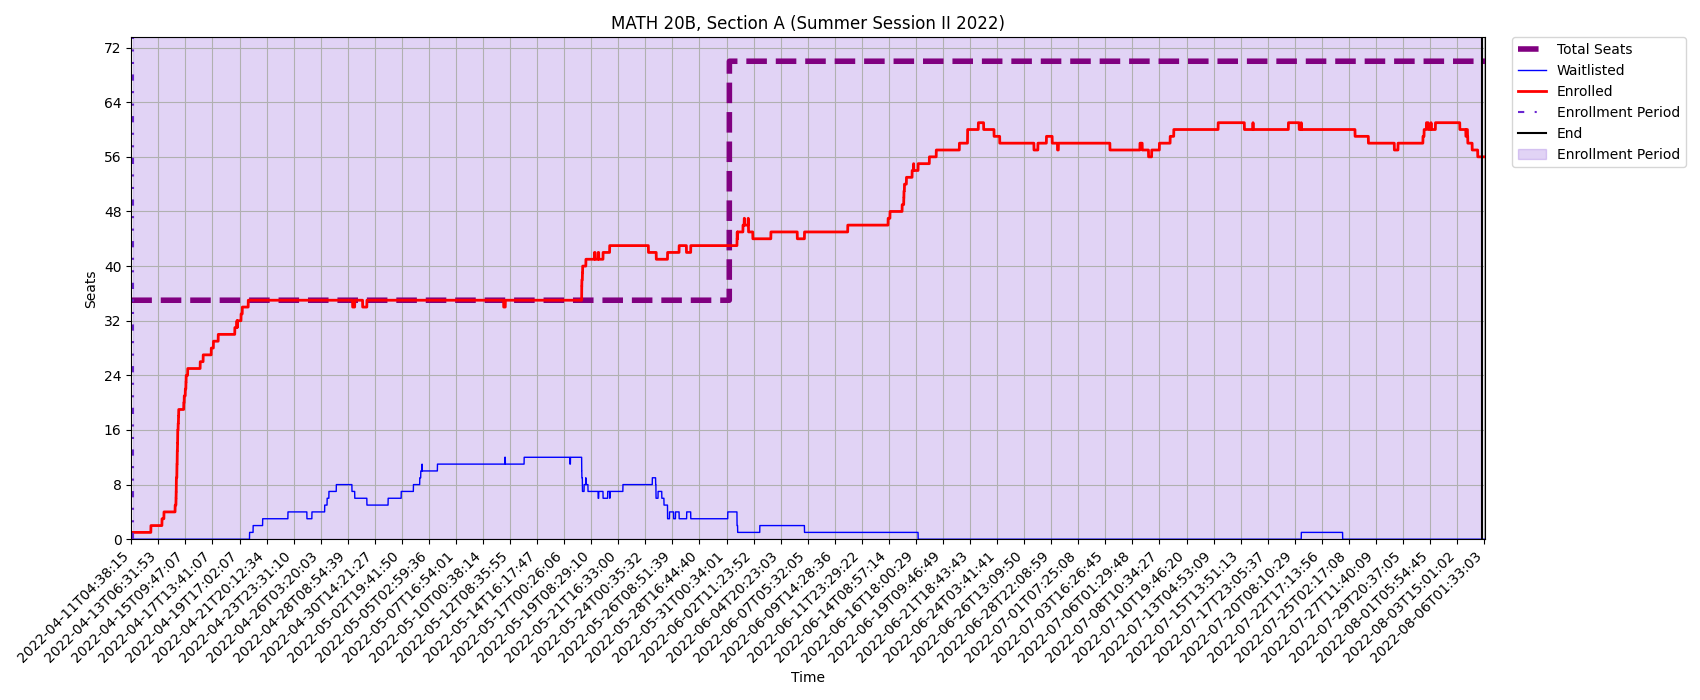 MATH 20B, Section A (Summer Session II 2022)
72
64
56
48
40
32
24
16
8
0
Seats
2022-04-11T04:38:15
2022-04-13T06:31:53
2022-04-15T09:47:07
2022-04-17T13:41:07
2022-04-19T17:02:07
2022-04-21T20:12:34
2022-04-23T23:31:10
2022-04-26T03:20:03
2022-04-28T08:54:39
2022-04-30T14:21:27
2022-05-02T19:41:50
2022-05-05T02:59:36
2022-05-07T16:54:01
2022-05-10T00:38:14
2022-05-12T08:35:55
2022-05-14T16:17:47
2022-05-17T00:26:06
2022-05-19T08:29:10
2022-05-21T16:33:00
2022-05-24T00:35:32
2022-05-26T08:51:39
2022-05-28T16:44:40
2022-05-31T00:34:01
2022-06-02T11:23:52
2022-06-04T20:23:03
2022-06-07T05:32:05
2022-06-09T14:28:36
2022-06-11T23:29:22
2022-06-14T08:57:14
2022-06-16T18:00:29
2022-06-19T09:46:49
2022-06-21T18:43:43
2022-06-24T03:41:41
2022-06-26T13:09:50
2022-06-28T22:08:59
2022-07-01T07:25:08
2022-07-03T16:26:45
2022-07-06T01:29:48
2022-07-08T10:34:27
2022-07-10T19:46:20
2022-07-13T04:53:09
2022-07-15T13:51:13
2022-07-17T23:05:37
2022-07-20T08:10:29
2022-07-22T17:13:56
2022-07-25T02:17:08
2022-07-27T11:40:09
2022-07-29T20:37:05
2022-08-01T05:54:45
2022-08-03T15:01:02
2022-08-06T01:33:03
Time
Total Seats
Waitlisted
Enrolled
Enrollment Period
End
Enrollment Period